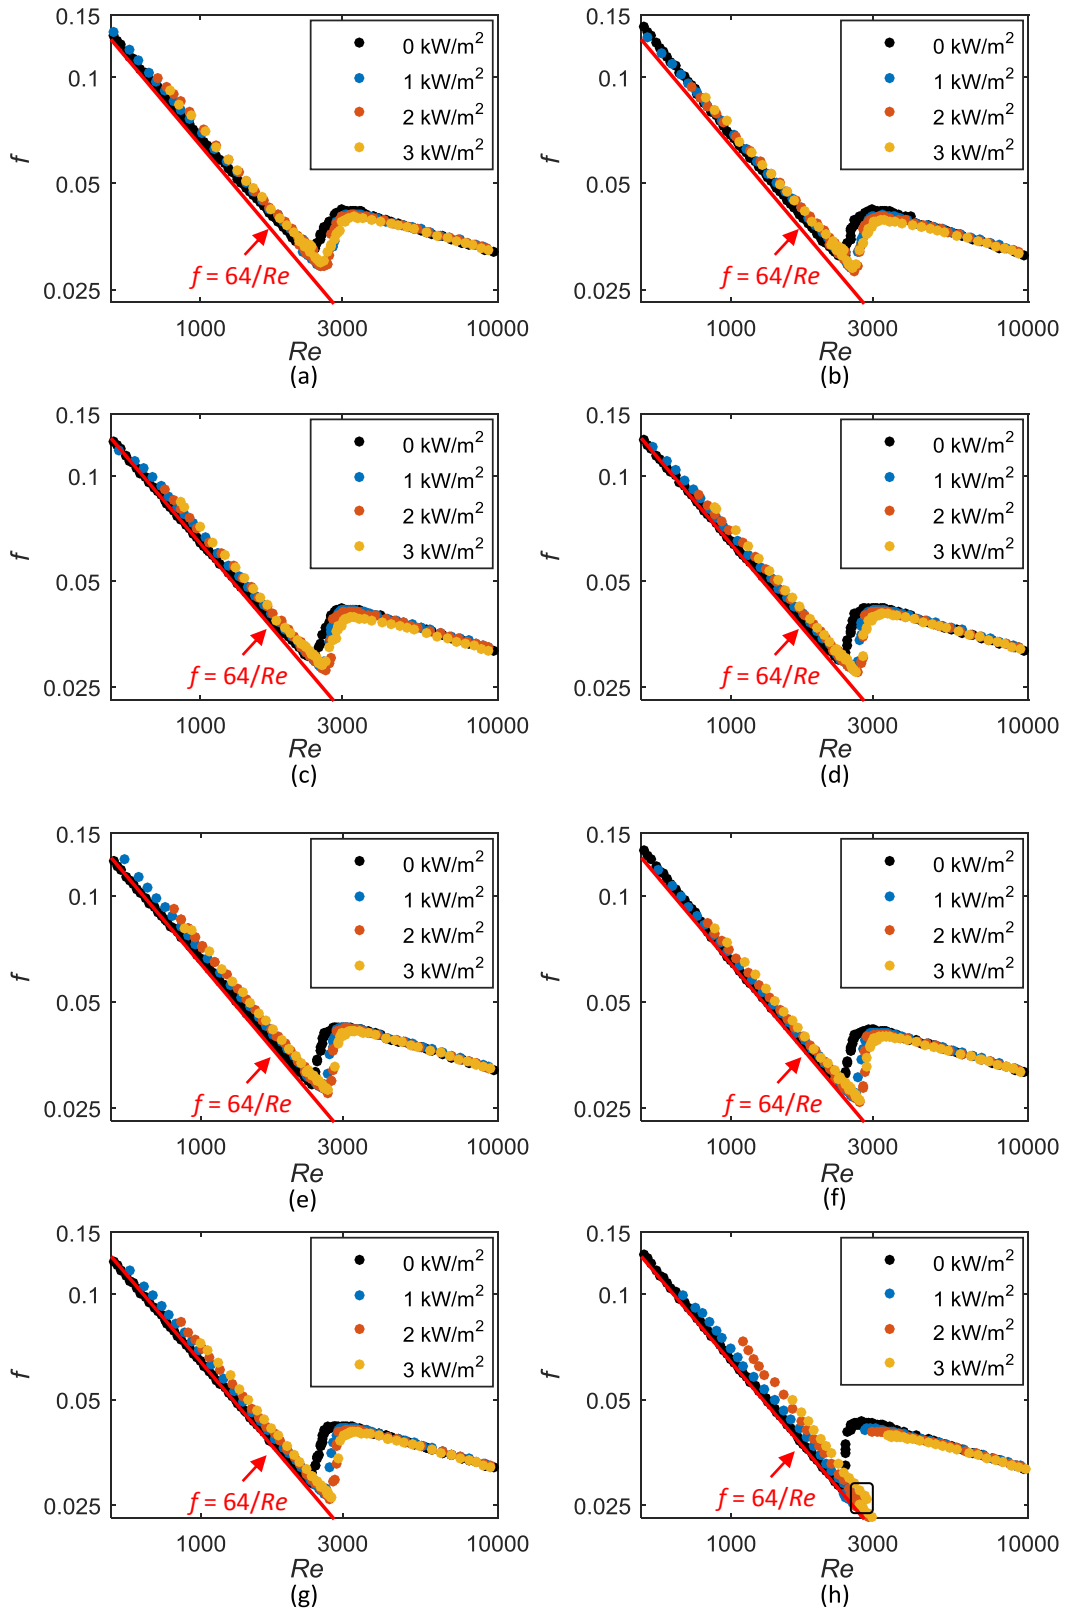 0.15
0.1
0.05
0.025
f
0 kW/m2
1 kW/m2
2 kW/m2
3 kW/m2
f = 64/Re
1000 3000 10000
Re
(a)
0.15
0.1
0.05
0.025
f
0 kW/m2
1 kW/m2
2 kW/m2
3 kW/m2
f = 64/Re
1000 3000 10000
Re
(b)
0.15
0.1
0.05
0.025
f
0 kW/m2
1 kW/m2
2 kW/m2
3 kW/m2
f = 64/Re
1000 3000 10000
Re
(c)
0.15
0.1
0.05
0.025
f
0 kW/m2
1 kW/m2
2 kW/m2
3 kW/m2
f = 64/Re
1000 3000 10000
Re
(d)
0.15
0.1
0.05
0.025
f
0 kW/m2
1 kW/m2
2 kW/m2
3 kW/m2
f = 64/Re
1000 3000 10000
Re
(e)
0.15
0.1
0.05
0.025
f
0 kW/m2
1 kW/m2
2 kW/m2
3 kW/m2
f = 64/Re
1000 3000 10000
Re
(f)
0.15
0.1
0.05
0.025
f
0 kW/m2
1 kW/m2
2 kW/m2
3 kW/m2
f = 64/Re
1000 3000 10000
Re
(g)
0.15
0.1
0.05
0.025
f
0 kW/m2
1 kW/m2
2 kW/m2
3 kW/m2
f = 64/Re
1000 3000 10000
Re
(h)